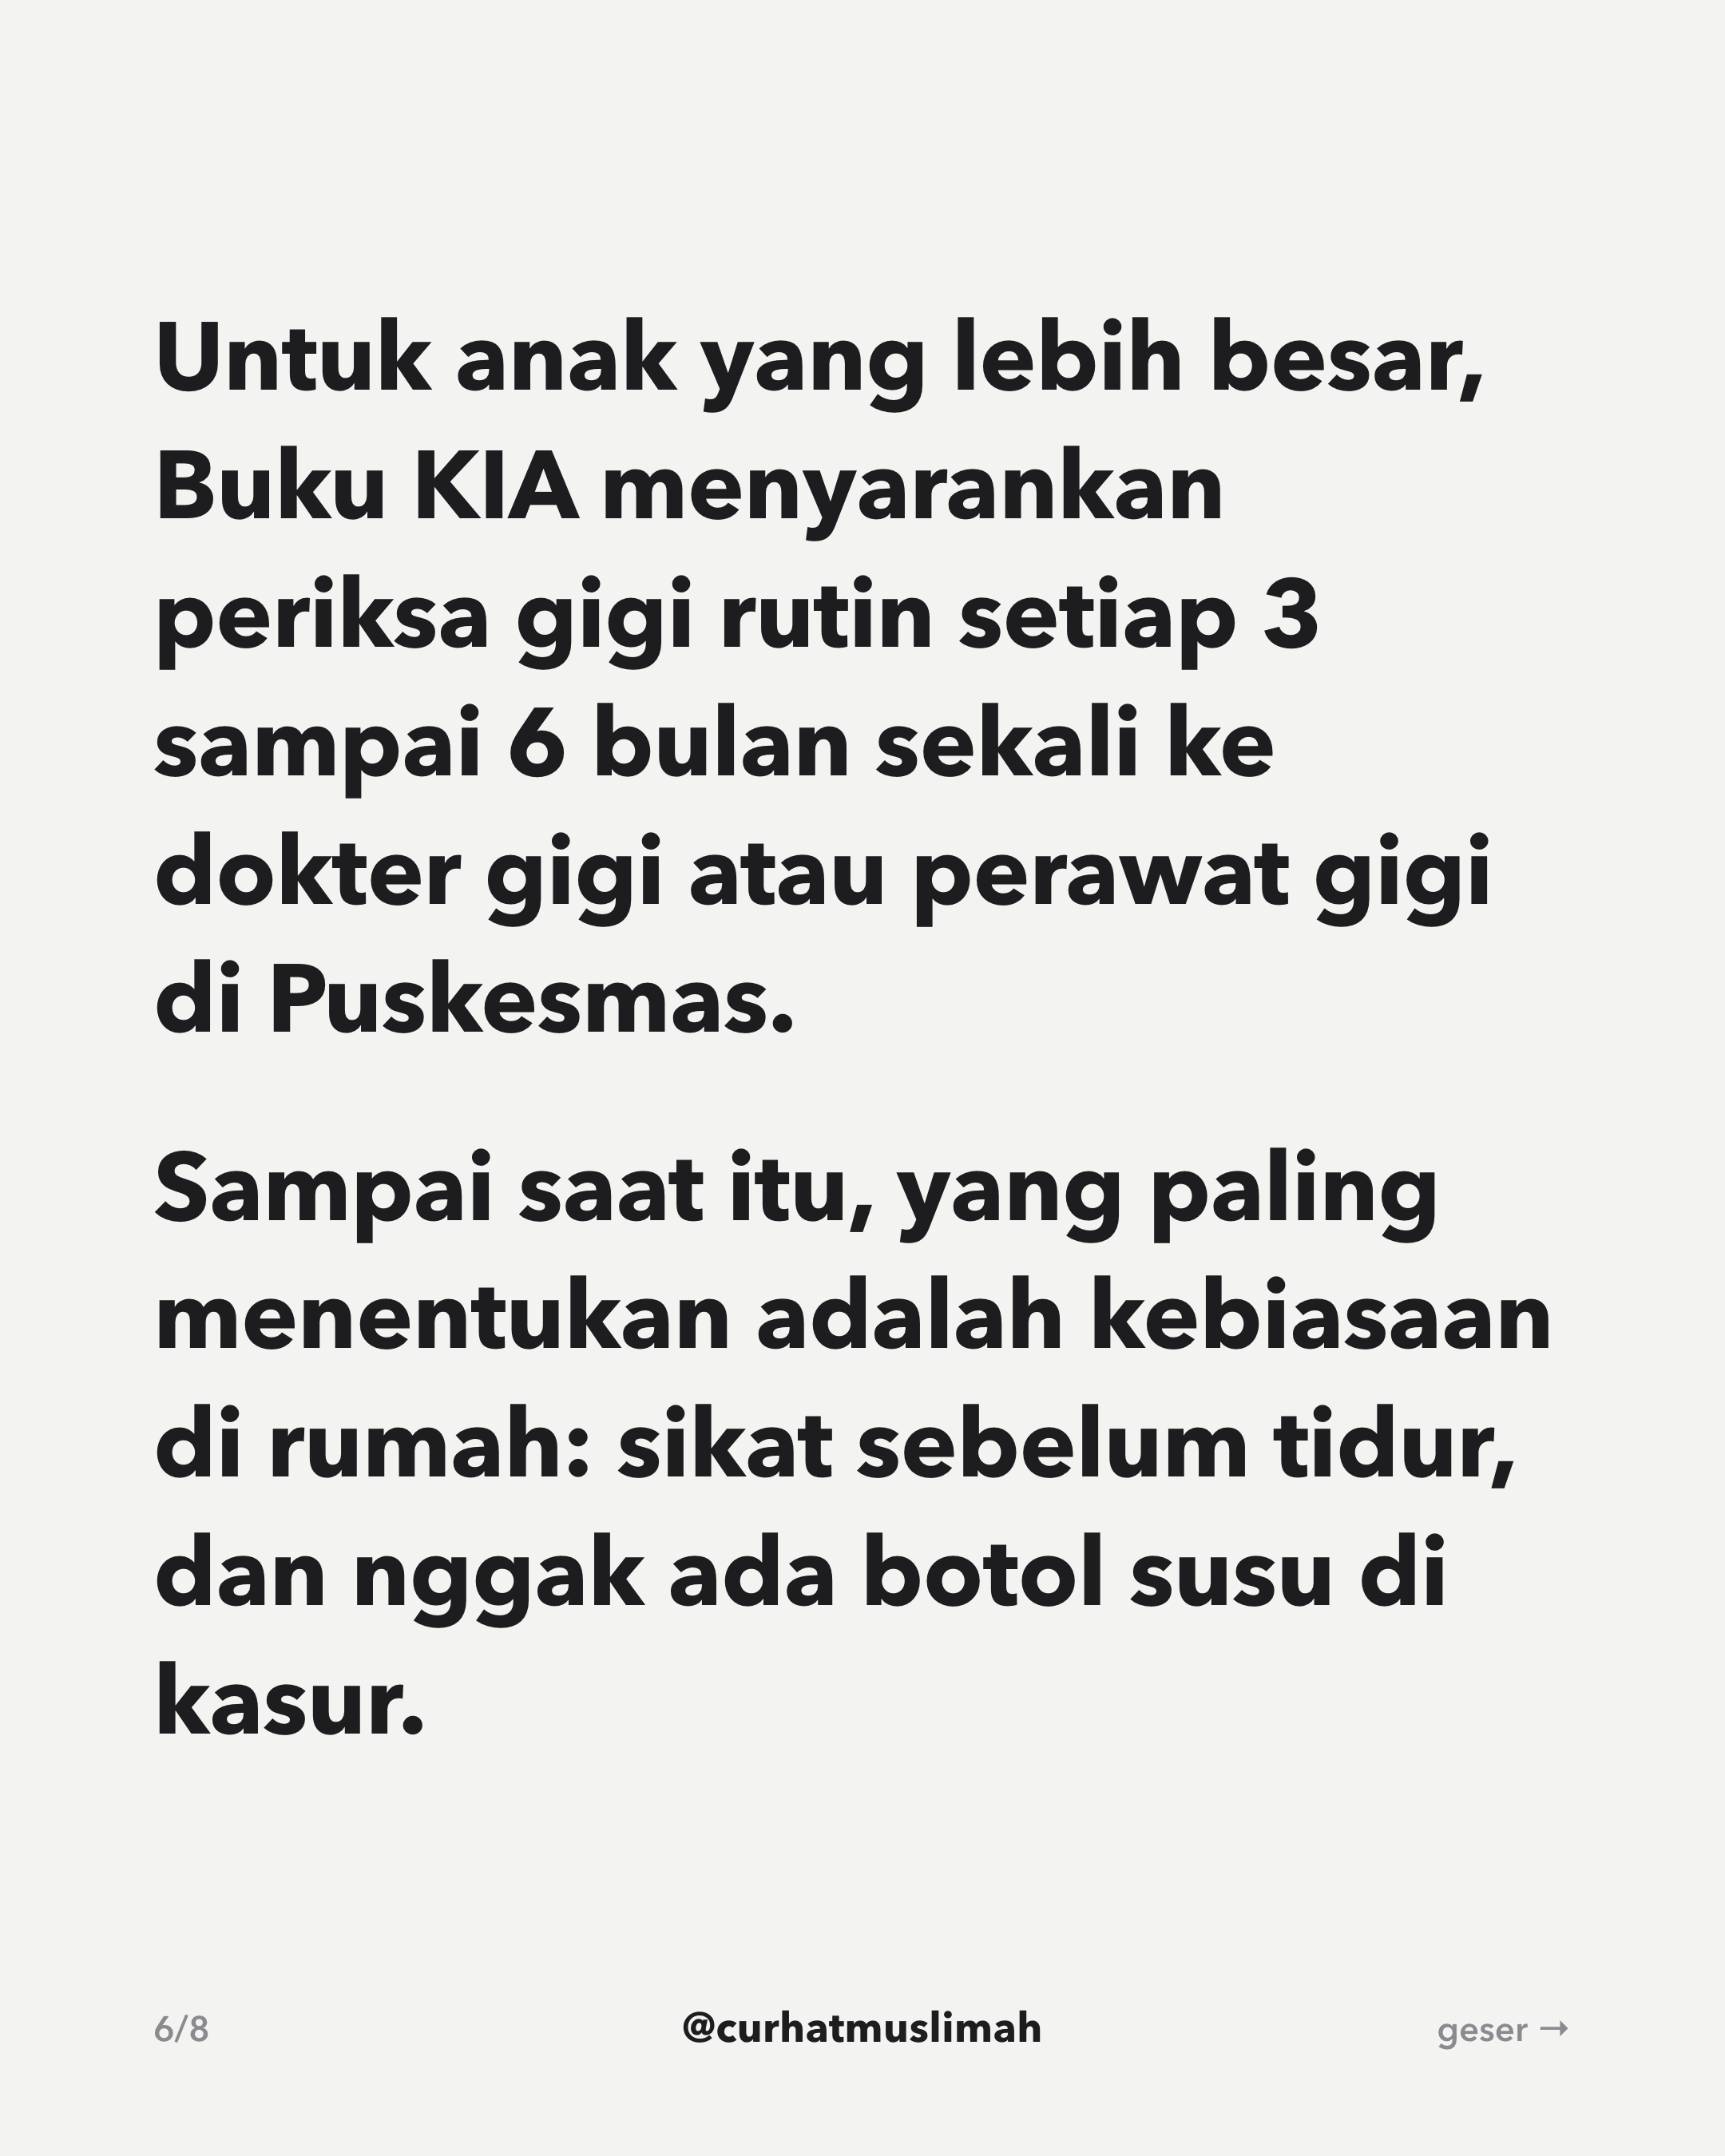 Untuk anak yang lebih besar,
Buku KIA menyarankan
periksa gigi rutin setiap 3
sampai 6 bulan sekali ke
dokter gigi atau perawat gigi
di Puskesmas.
Sampai saat itu, yang paling
menentukan adalah kebiasaan
di rumah: sikat sebelum tidur,
dan nggak ada botol susu di
kasur.
6/8
@curhatmuslimah
geser →